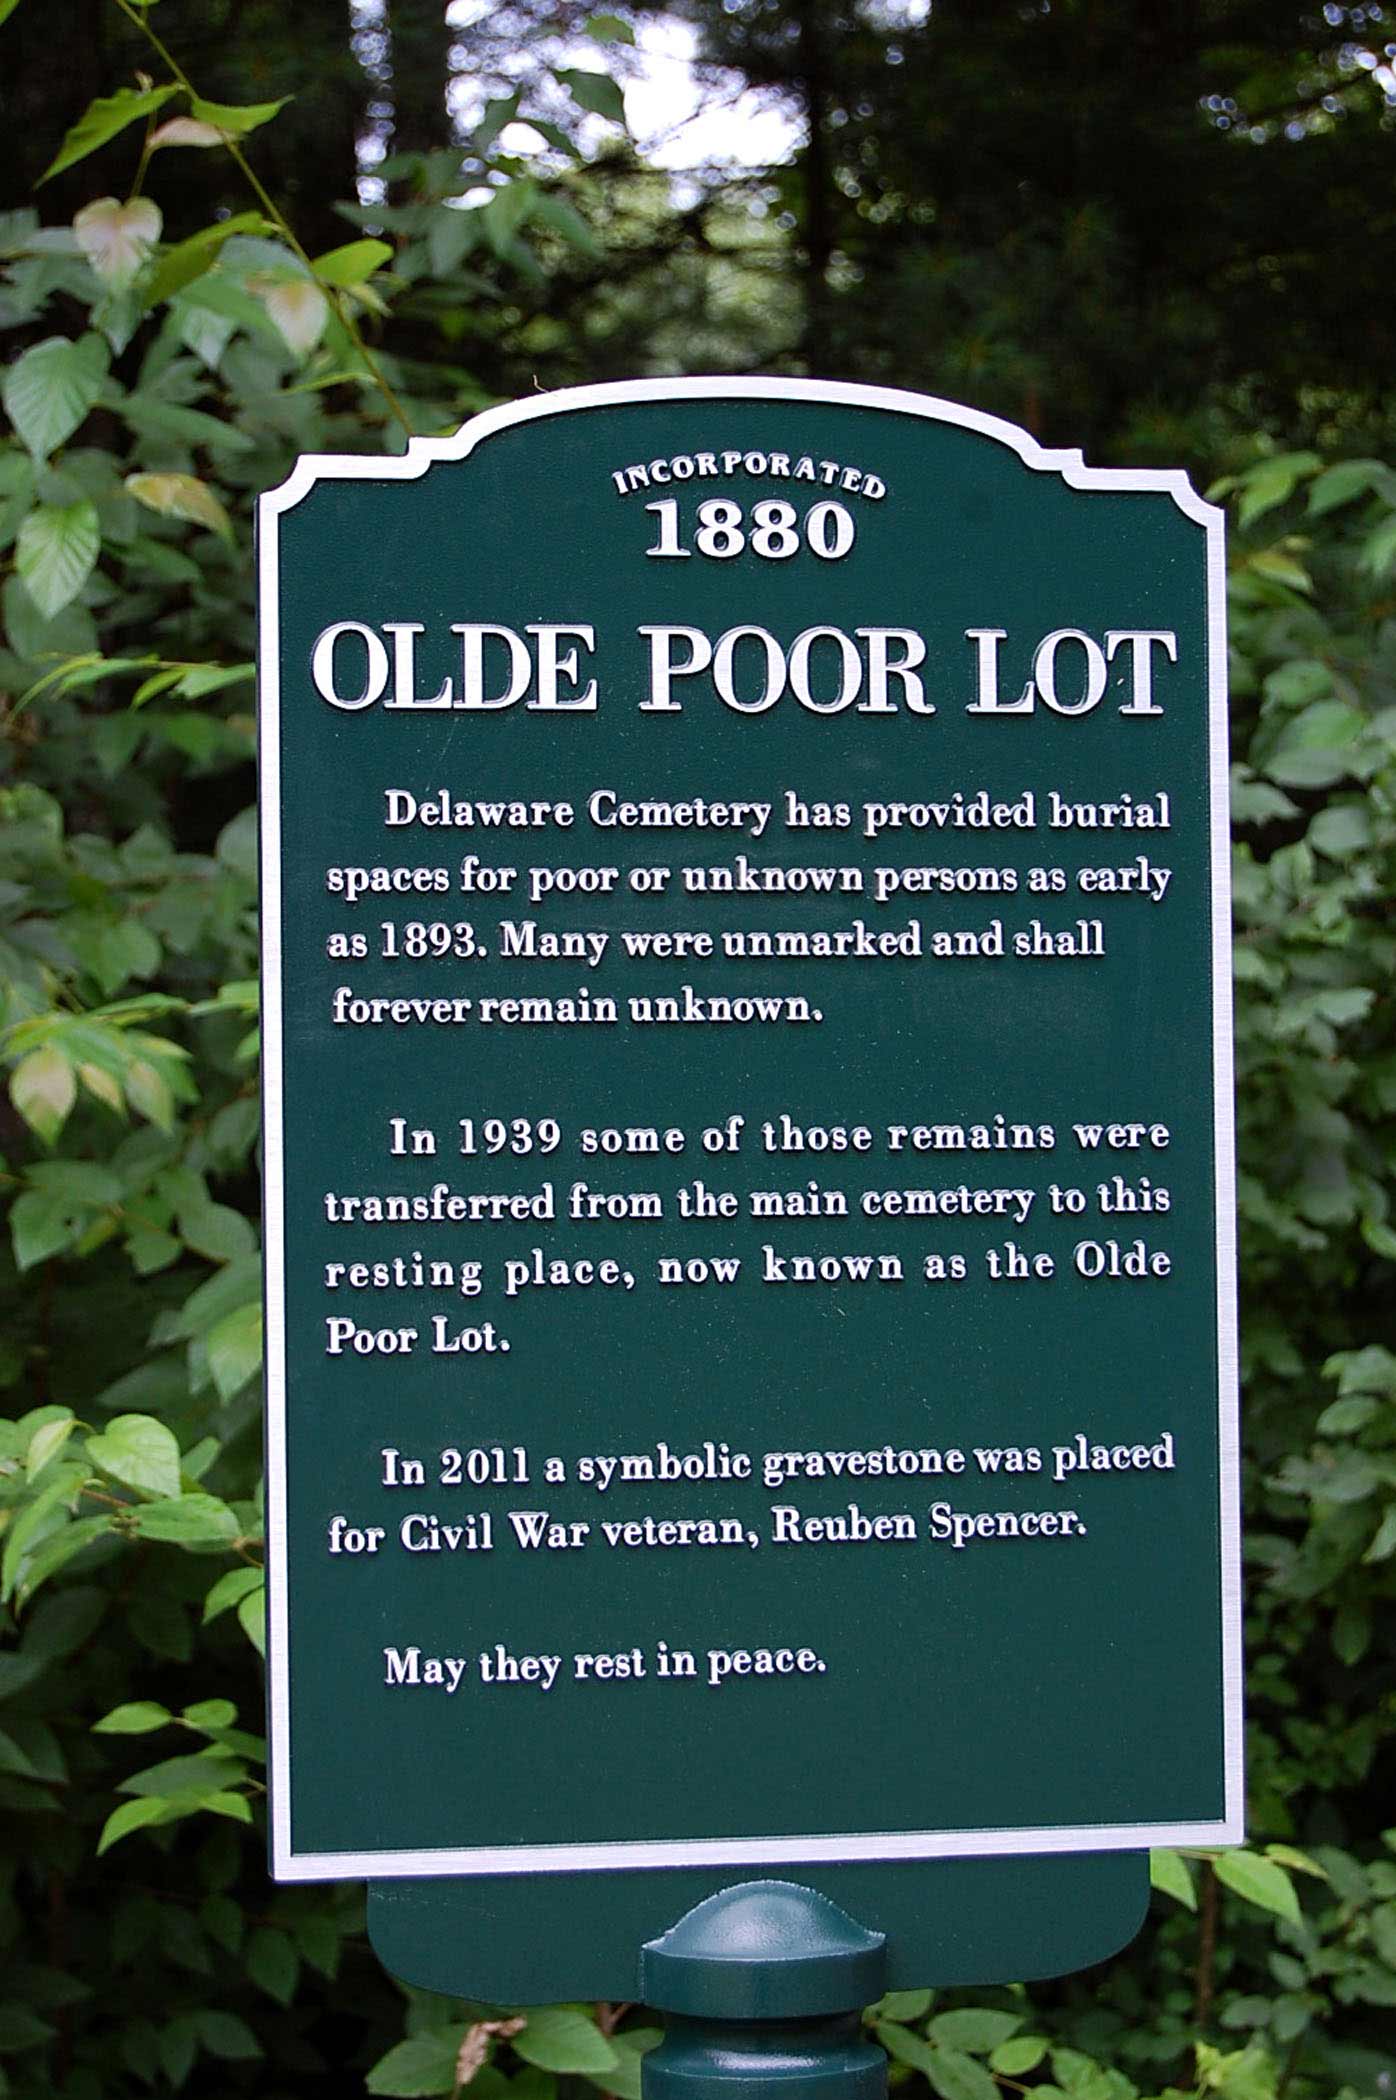 INCORPORATED
1880
OLDE POOR LOT
Delaware Cemetery has provided burial
spaces for poor or unknown persons as early
as 1893. Many were unmarked and shall
forever remain unknown.
In 1939 some of those remains were
transferred from the main cemetery to this
resting place, now known as the Olde
Poor Lot.
In 2011 a symbolic gravestone was placed
for Civil War veteran, Reuben Spencer.
May they rest in peace.